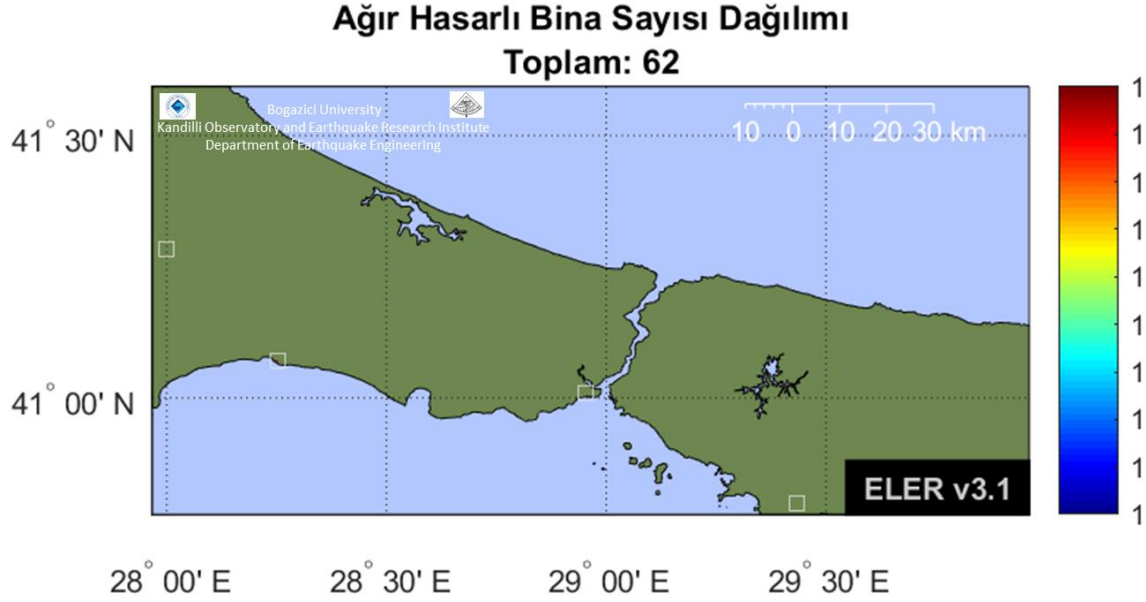 Ağır Hasarlı Bina Sayısı Dağılımı
Toplam: 62
Bogazici University
Kandilli Observatory and Earthquake Research Institute
Department of Earthquake Engineering
10 0 10 20 30 km
41° 30' N
41° 00' N
ELER v3.1
28° 00' E 28° 30' E 29° 00' E 29° 30' E
1
1
1
1
1
1
1
1
1
1